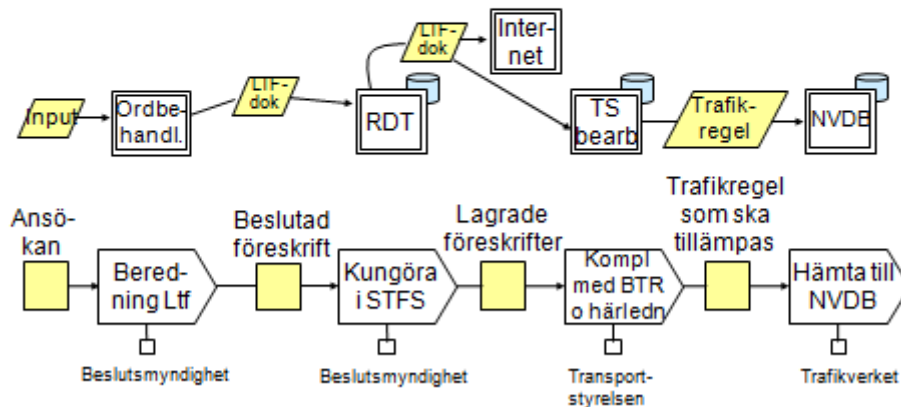 LTF-
dok
Inter-
net
LTF-
dok
Input
Ordbe-
handl.
RDT
TS
bearb
Trafik-
regel
NVDB
Ansö-
kan
Beslutad
föreskrift
Lagrade
föreskrifter
Trafikregel
som ska
tillämpas
Bered-
ning Ltf
Kungöra
i STFS
Kompl
med BTR
o härledn
Hämta till
NVDB
Beslutsmyndighet
Beslutsmyndighet
Transport-
styrelsen
Trafikverket